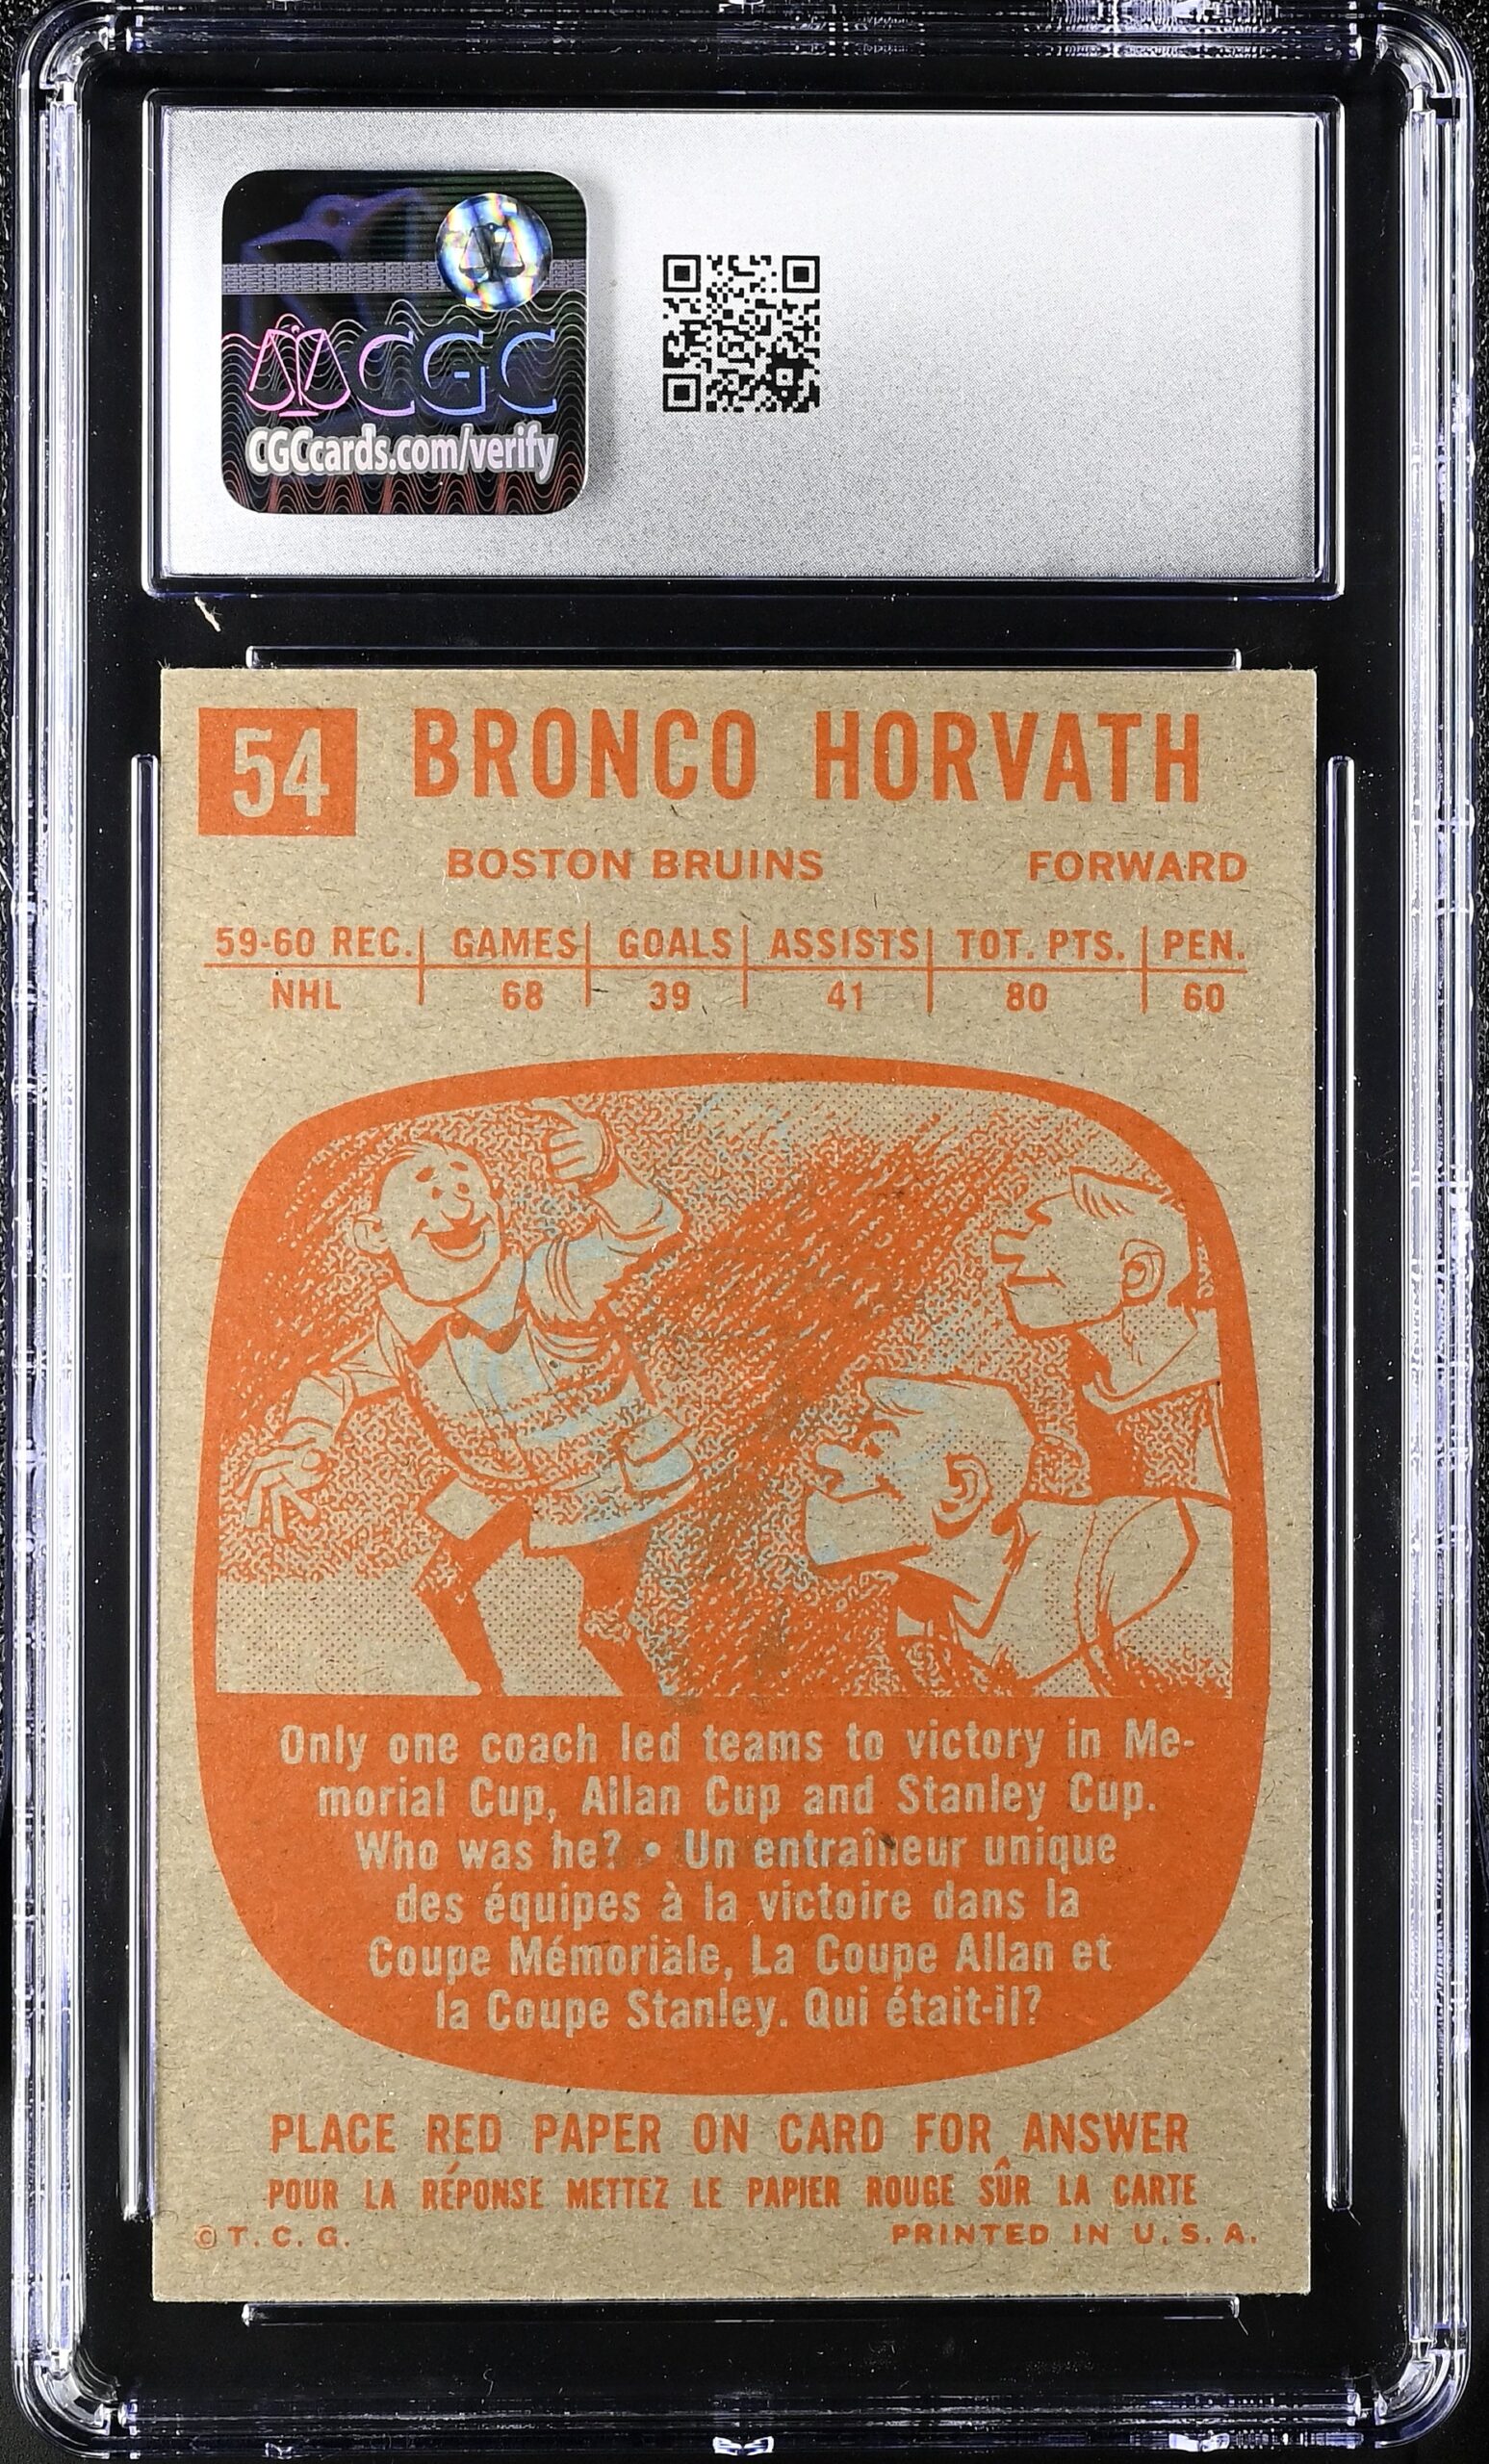 CGC
CGCcards.com/verify
54 BRONCO HORVATH
BOSTON BRUINS FORWARD
59-60 REC. GAMES GOALS ASSISTS TOT. PTS. PEN.
NHL 68 39 41 80 60
Only one coach led teams to victory in Me-
morial Cup, Allan Cup and Stanley Cup.
Who was he? • Un entraîneur unique
des équipes à la victoire dans la
Coupe Mémoriale, La Coupe Allan et
la Coupe Stanley. Qui était-il?
PLACE RED PAPER ON CARD FOR ANSWER
POUR LA RÉPONSE METTEZ LE PAPIER ROUGE SÛR LA CARTE
© T. C. G. PRINTED IN U. S. A.